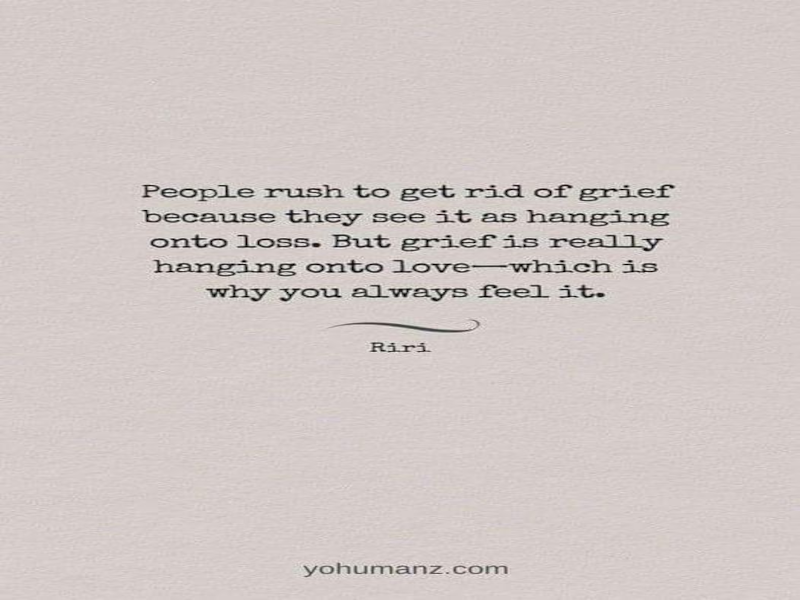 People rush to get rid of grief
because they see it as hanging
onto loss. But grief is really
hanging onto love—which is
why you always feel it.
Riri
yohumanz.com